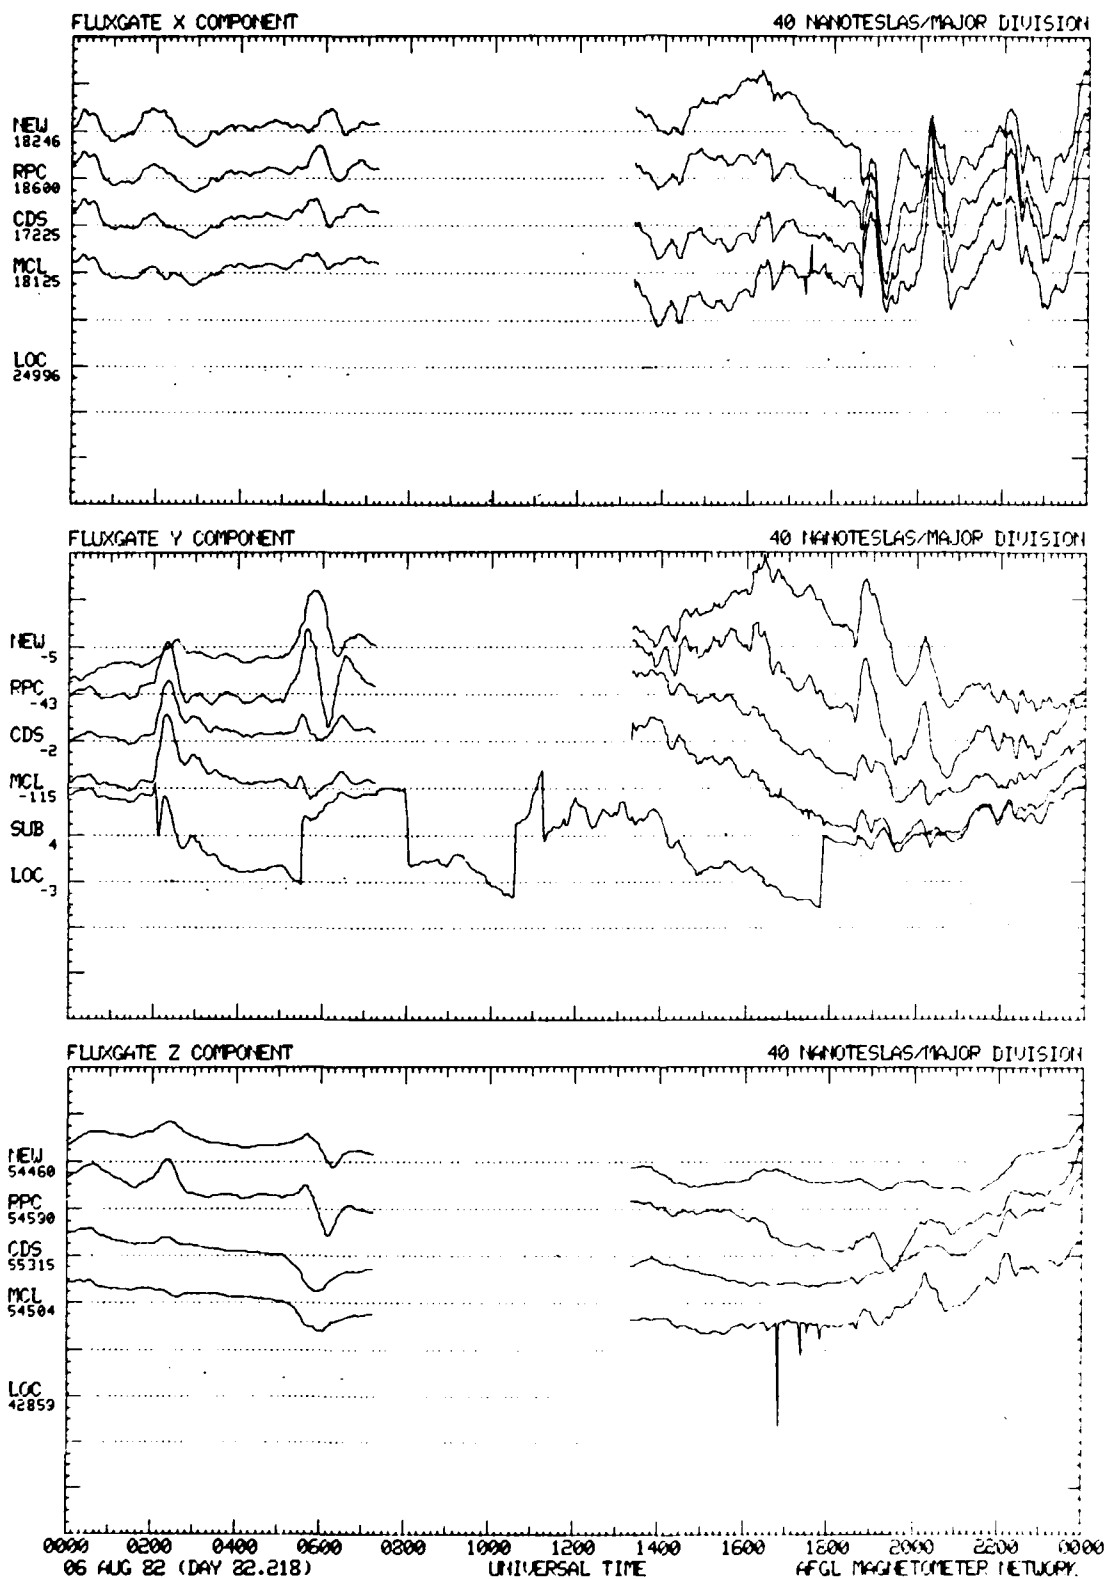 FLUXGATE X COMPONENT 40 NANOTESLAS/MAJOR DIVISION
NEW
18246
RPC
18600
CDS
17225
MCL
18125
LOC
24996
FLUXGATE Y COMPONENT 40 NANOTESLAS/MAJOR DIVISION
NEW
-5
RPC
-43
CDS
-2
MCL
-115
SUB
4
LOC
-3
FLUXGATE Z COMPONENT 40 NANOTESLAS/MAJOR DIVISION
NEW
54460
RPC
54590
CDS
55315
MCL
54504
LOC
42859
0000 0200 0400 0600 0800 1000 1200 1400 1600 1800 2000 2200 0000
06 AUG 82 (DAY 82.218) UNIVERSAL TIME AFGL MAGNETOMETER NETWORK.